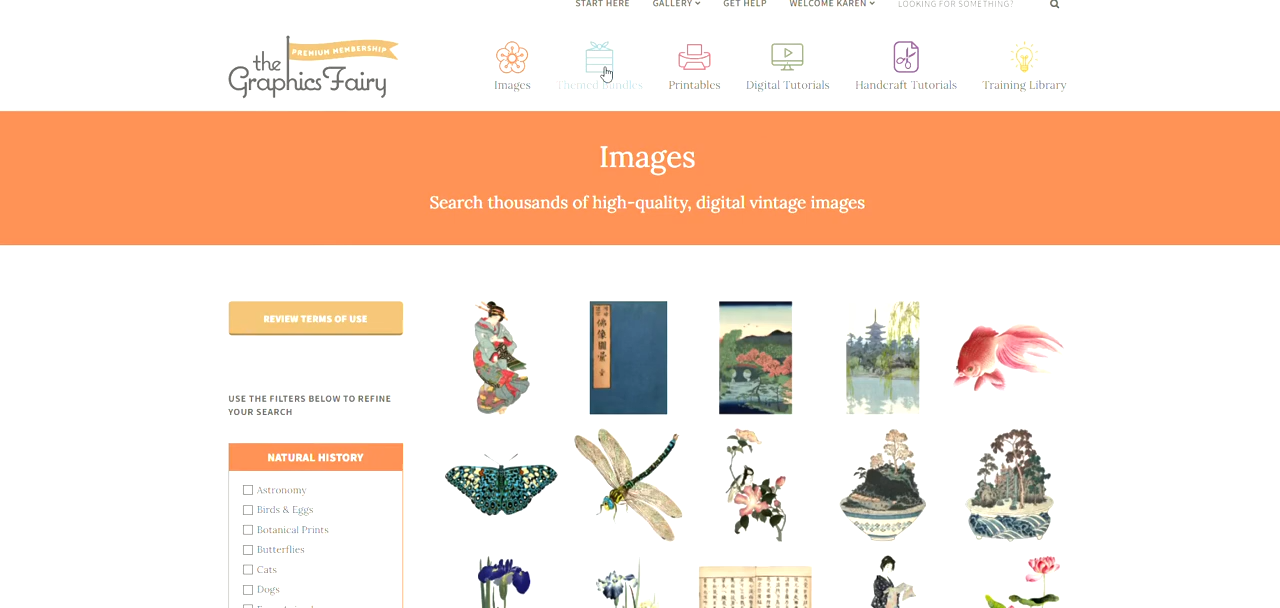 START HERE
GALLERY
GET HELP
WELCOME KAREN
LOOKING FOR SOMETHING?
PREMIUM MEMBERSHIP
the
Graphics Fairy
Images
Themed Bundles
Printables
Digital Tutorials
Handcraft Tutorials
Training Library
Images
Search thousands of high-quality, digital vintage images
REVIEW TERMS OF USE
USE THE FILTERS BELOW TO REFINE
YOUR SEARCH
NATURAL HISTORY
Astronomy
Birds & Eggs
Botanical Prints
Butterflies
Cats
Dogs